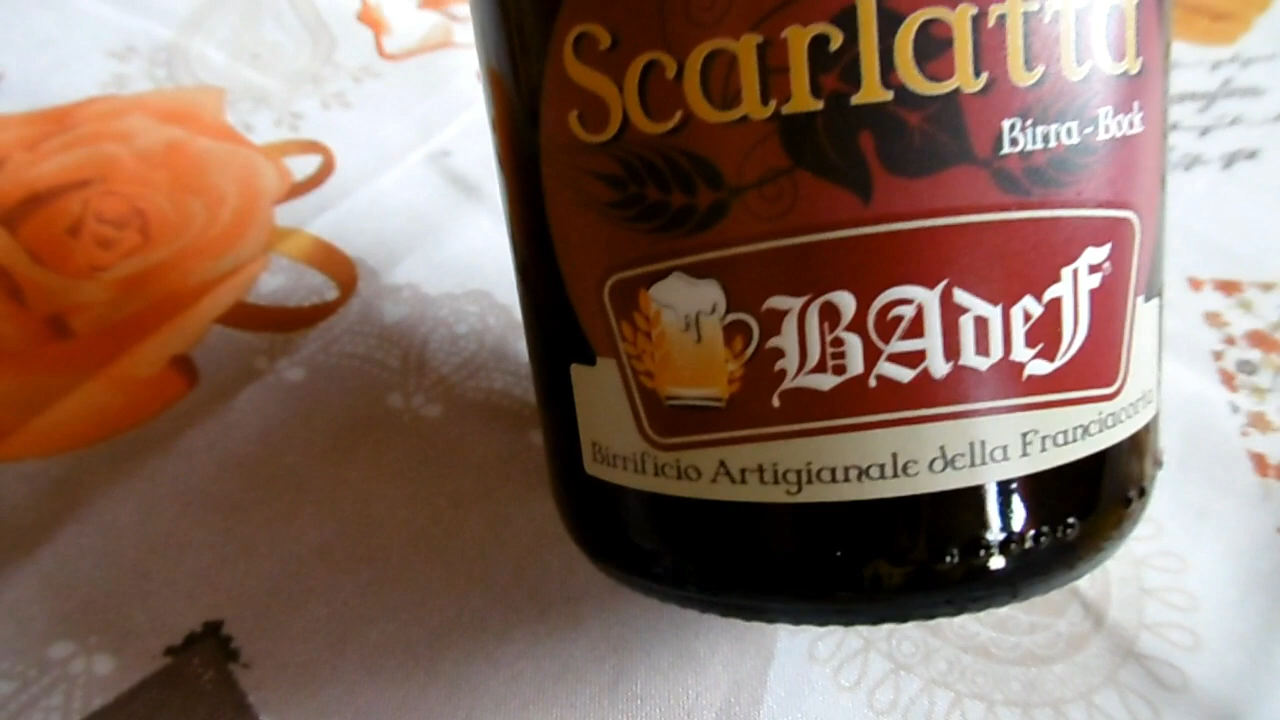 Scarlatta
Birra-Bock
BAdeF
Birrificio Artigianale della Franciacorta